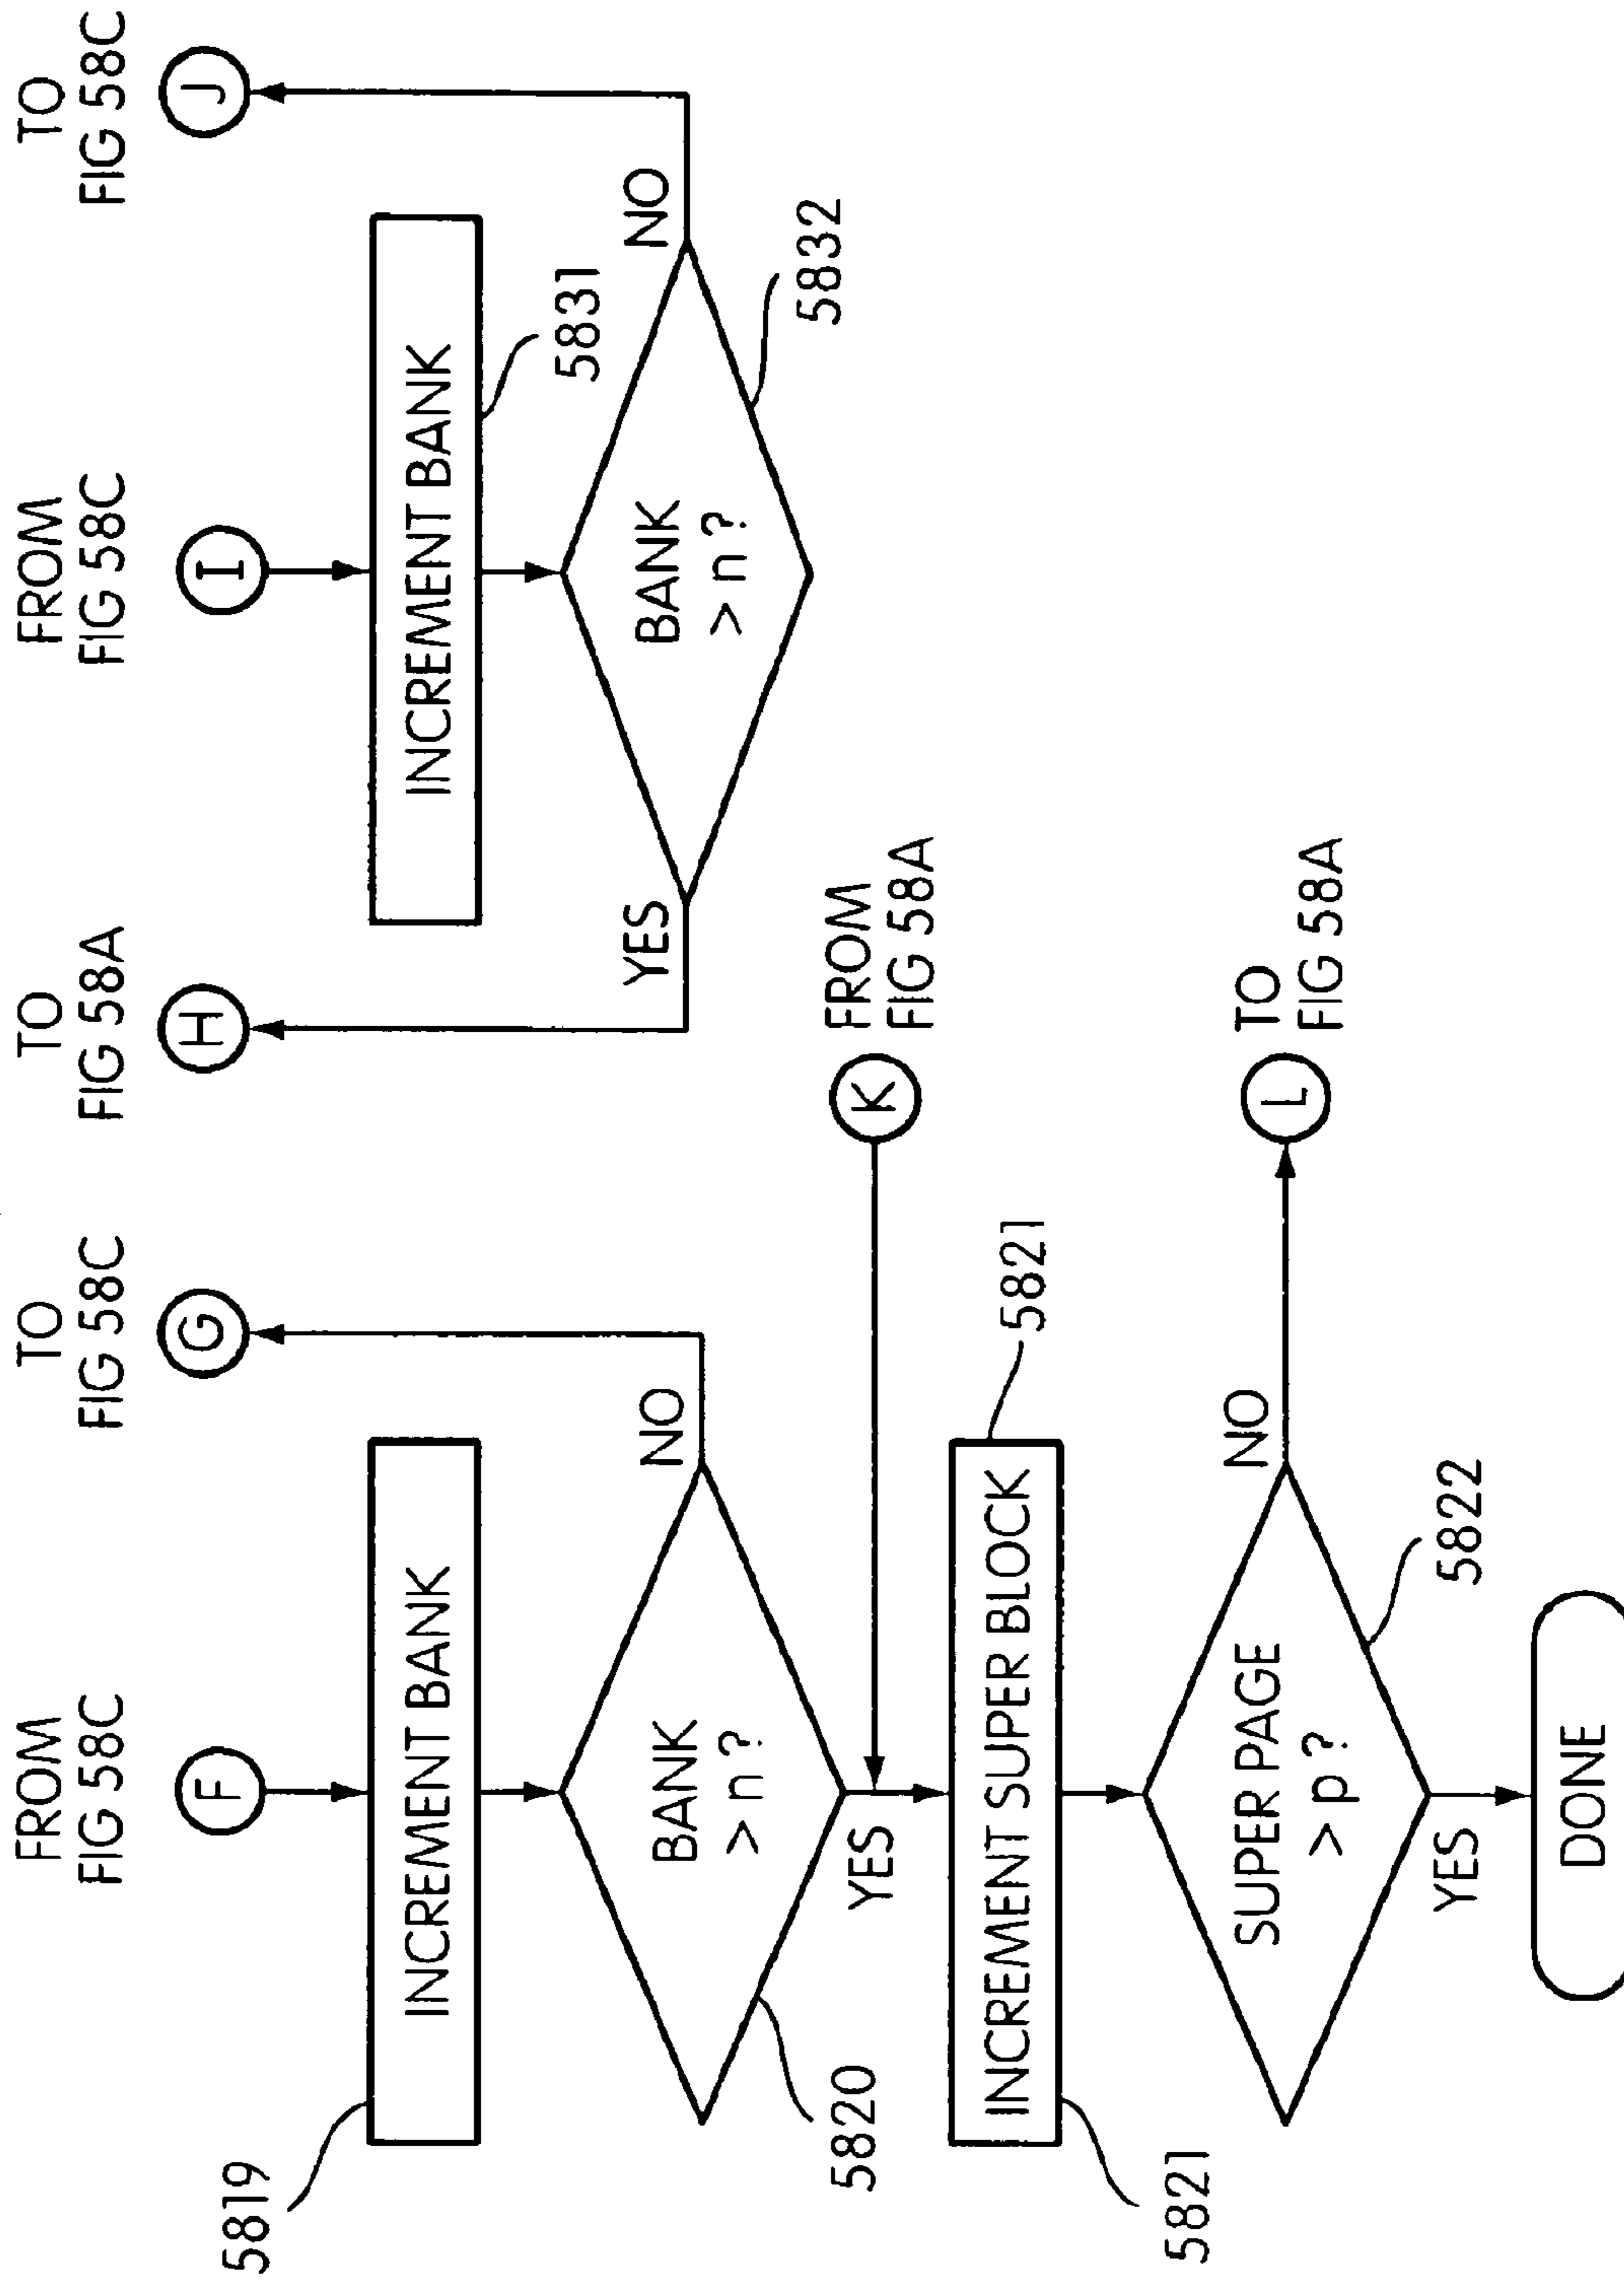 FROM
FIG 58C
F
5819
INCREMENT BANK
BANK
> n?
NO
TO
FIG 58C
G
5820
YES
FROM
FIG 58A
K
5821
INCREMENT SUPER BLOCK
5821
SUPER PAGE
> p?
NO
TO
FIG 58A
L
5822
YES
DONE
TO
FIG 58A
H
FROM
FIG 58C
I
INCREMENT BANK
5831
BANK
> n?
YES
NO
5832
TO
FIG 58C
J